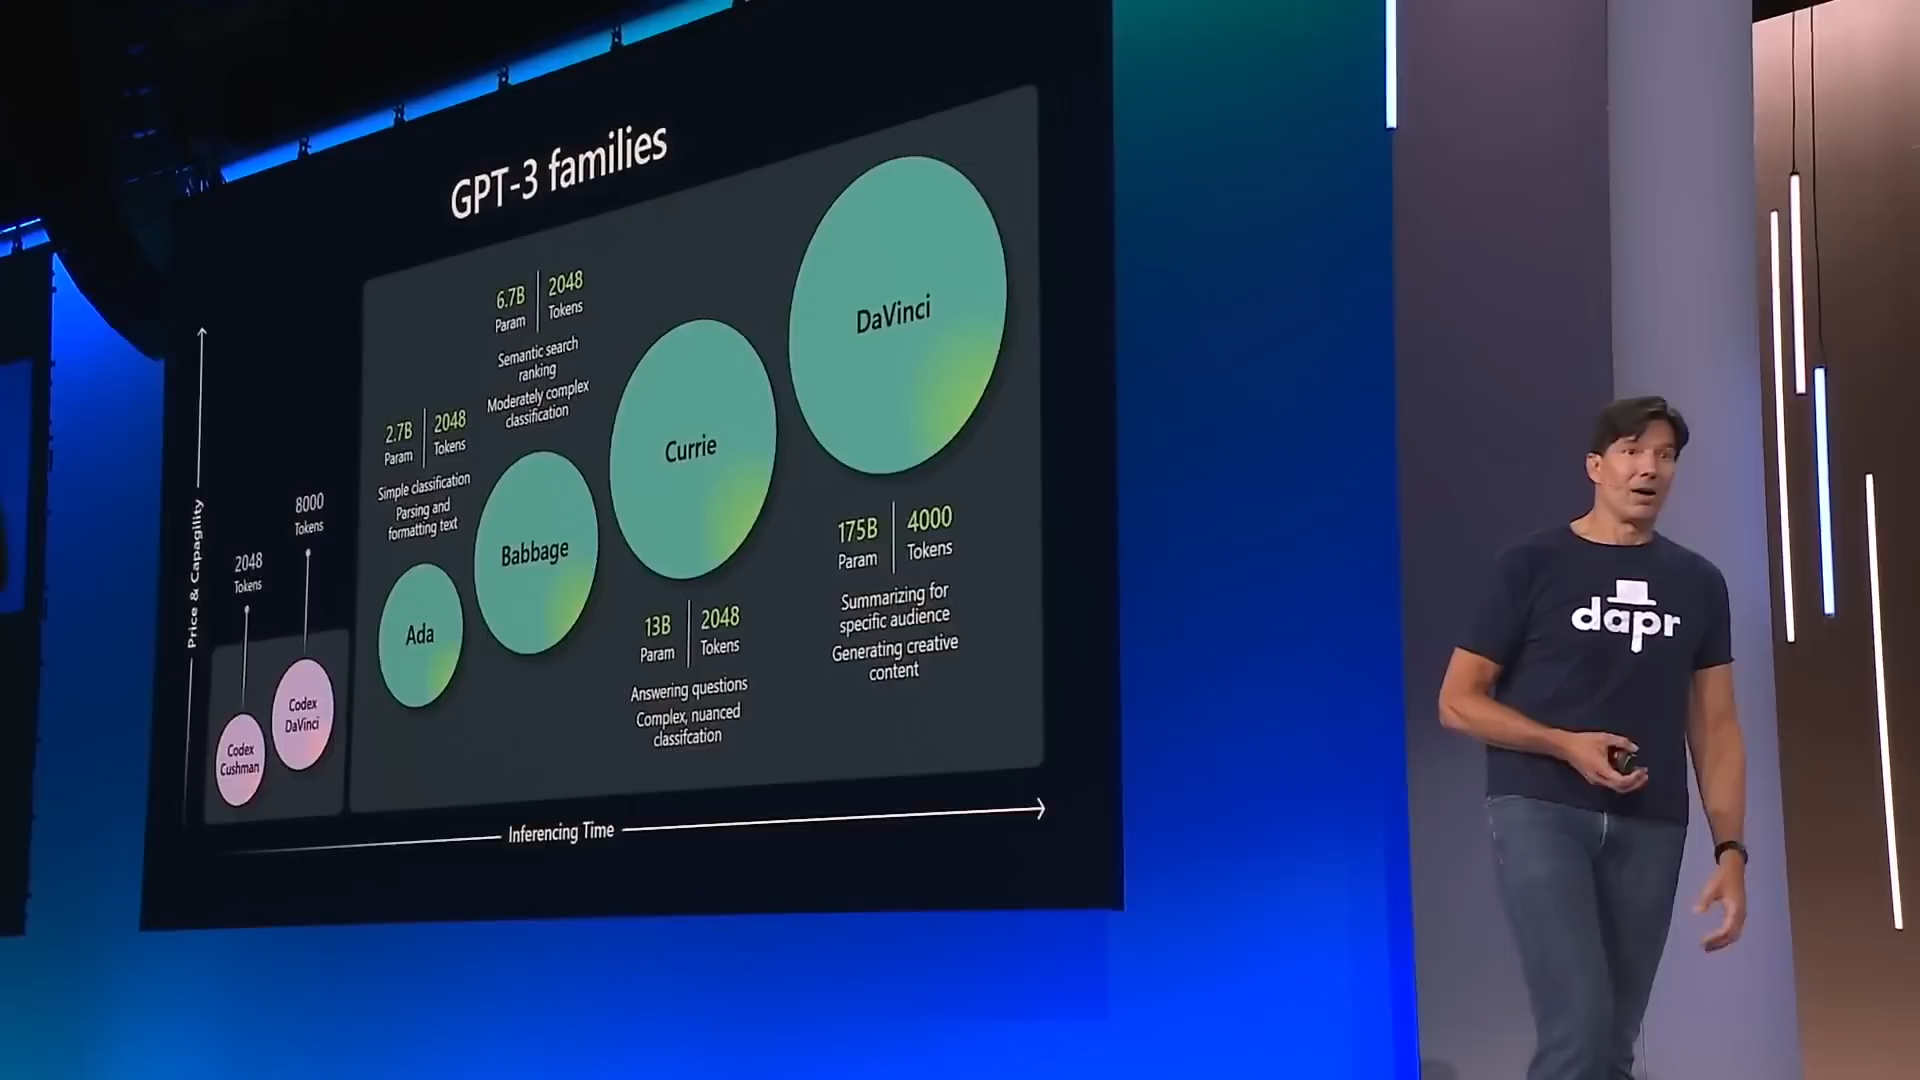 GPT-3 families
6.7B 2048
Param Tokens
Semantic search
ranking
Moderately complex
classification
DaVinci
2.7B 2048
Param Tokens
Simple classification
Parsing and
formatting text
Currie
8000
Tokens
2048
Tokens
Babbage
175B 4000
Param Tokens
Summarizing for
specific audience
Generating creative
content
Ada
13B 2048
Param Tokens
Answering questions
Complex, nuanced
classifcation
Codex
DaVinci
Codex
Cushman
Price & Capagility
Inferencing Time
dapr